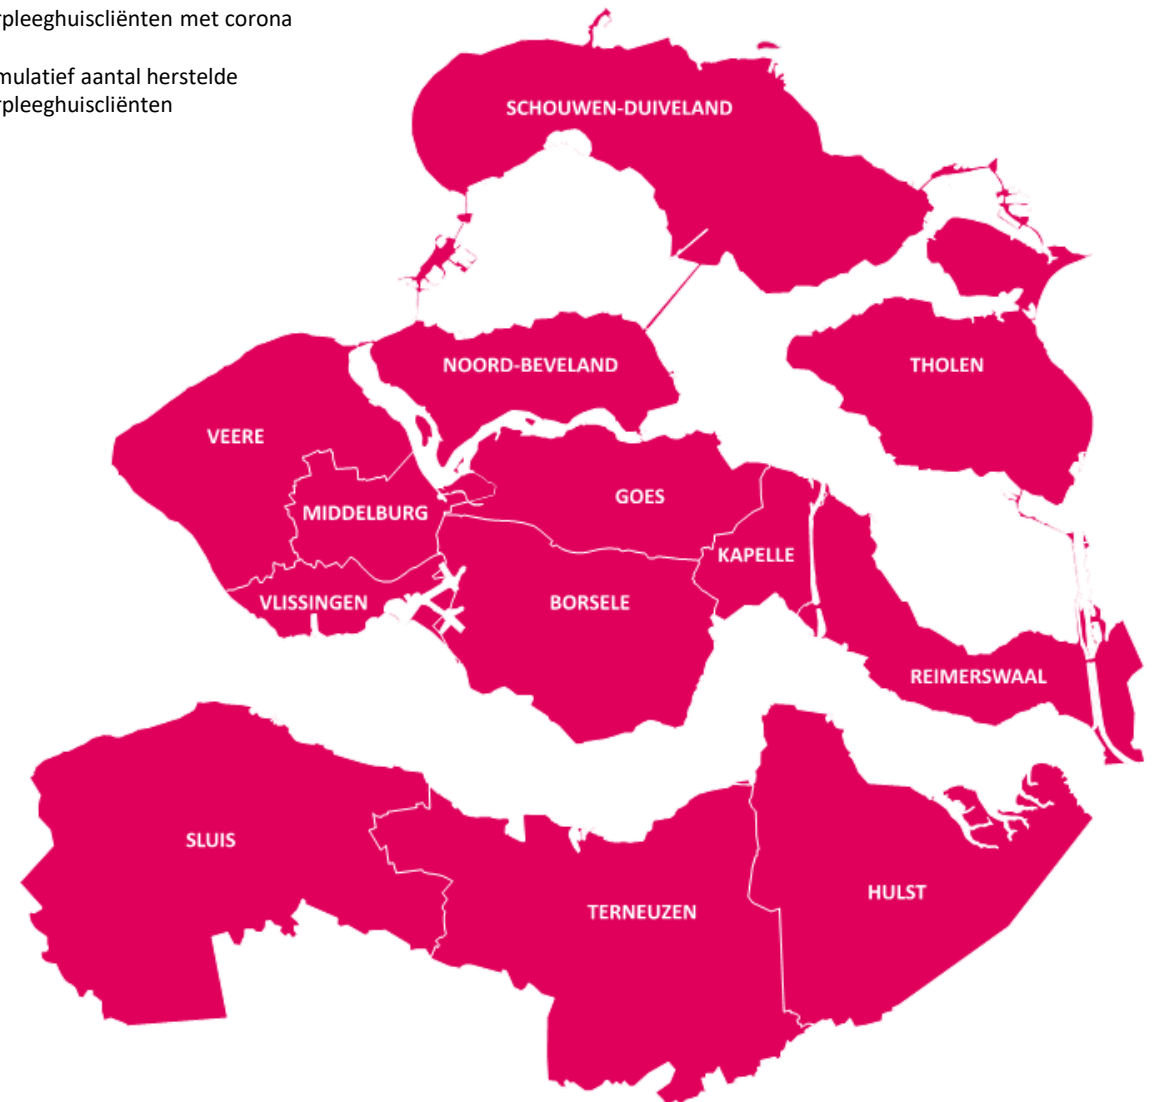 rpleeghuiscliënten met corona
mulatief aantal herstelde
rpleeghuiscliënten
SCHOUWEN-DUIVELAND
NOORD-BEVELAND
THOLEN
VEERE
GOES
MIDDELBURG
KAPELLE
VLISSINGEN
BORSELE
REIMERSWAAL
SLUIS
HULST
TERNEUZEN